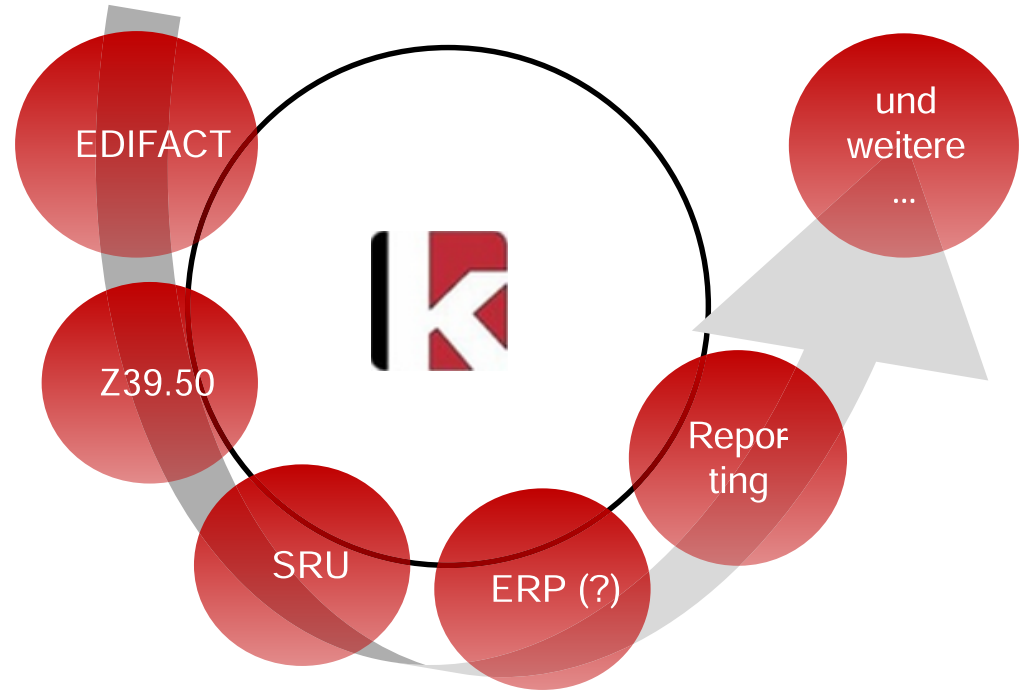 EDIFACT
Z39.50
SRU
ERP (?)
Repor-
ting
und
weitere
...
k